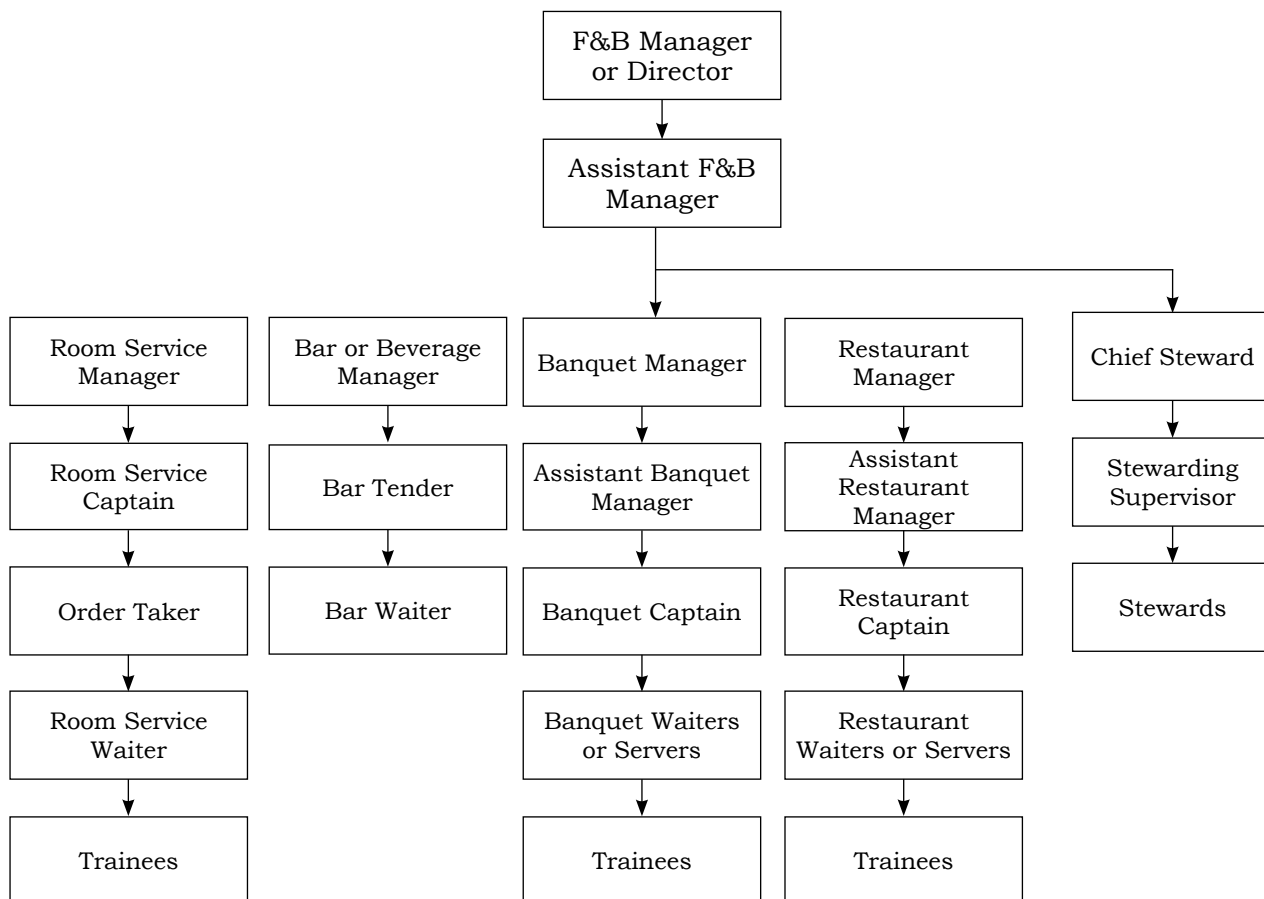 F&B Manager
or Director
Assistant F&B
Manager
Room Service
Manager
Bar or Beverage
Manager
Banquet Manager
Restaurant
Manager
Chief Steward
Room Service
Captain
Bar Tender
Assistant Banquet
Manager
Assistant
Restaurant
Manager
Stewarding
Supervisor
Order Taker
Bar Waiter
Banquet Captain
Restaurant
Captain
Stewards
Room Service
Waiter
Banquet Waiters
or Servers
Restaurant
Waiters or Servers
Trainees
Trainees
Trainees